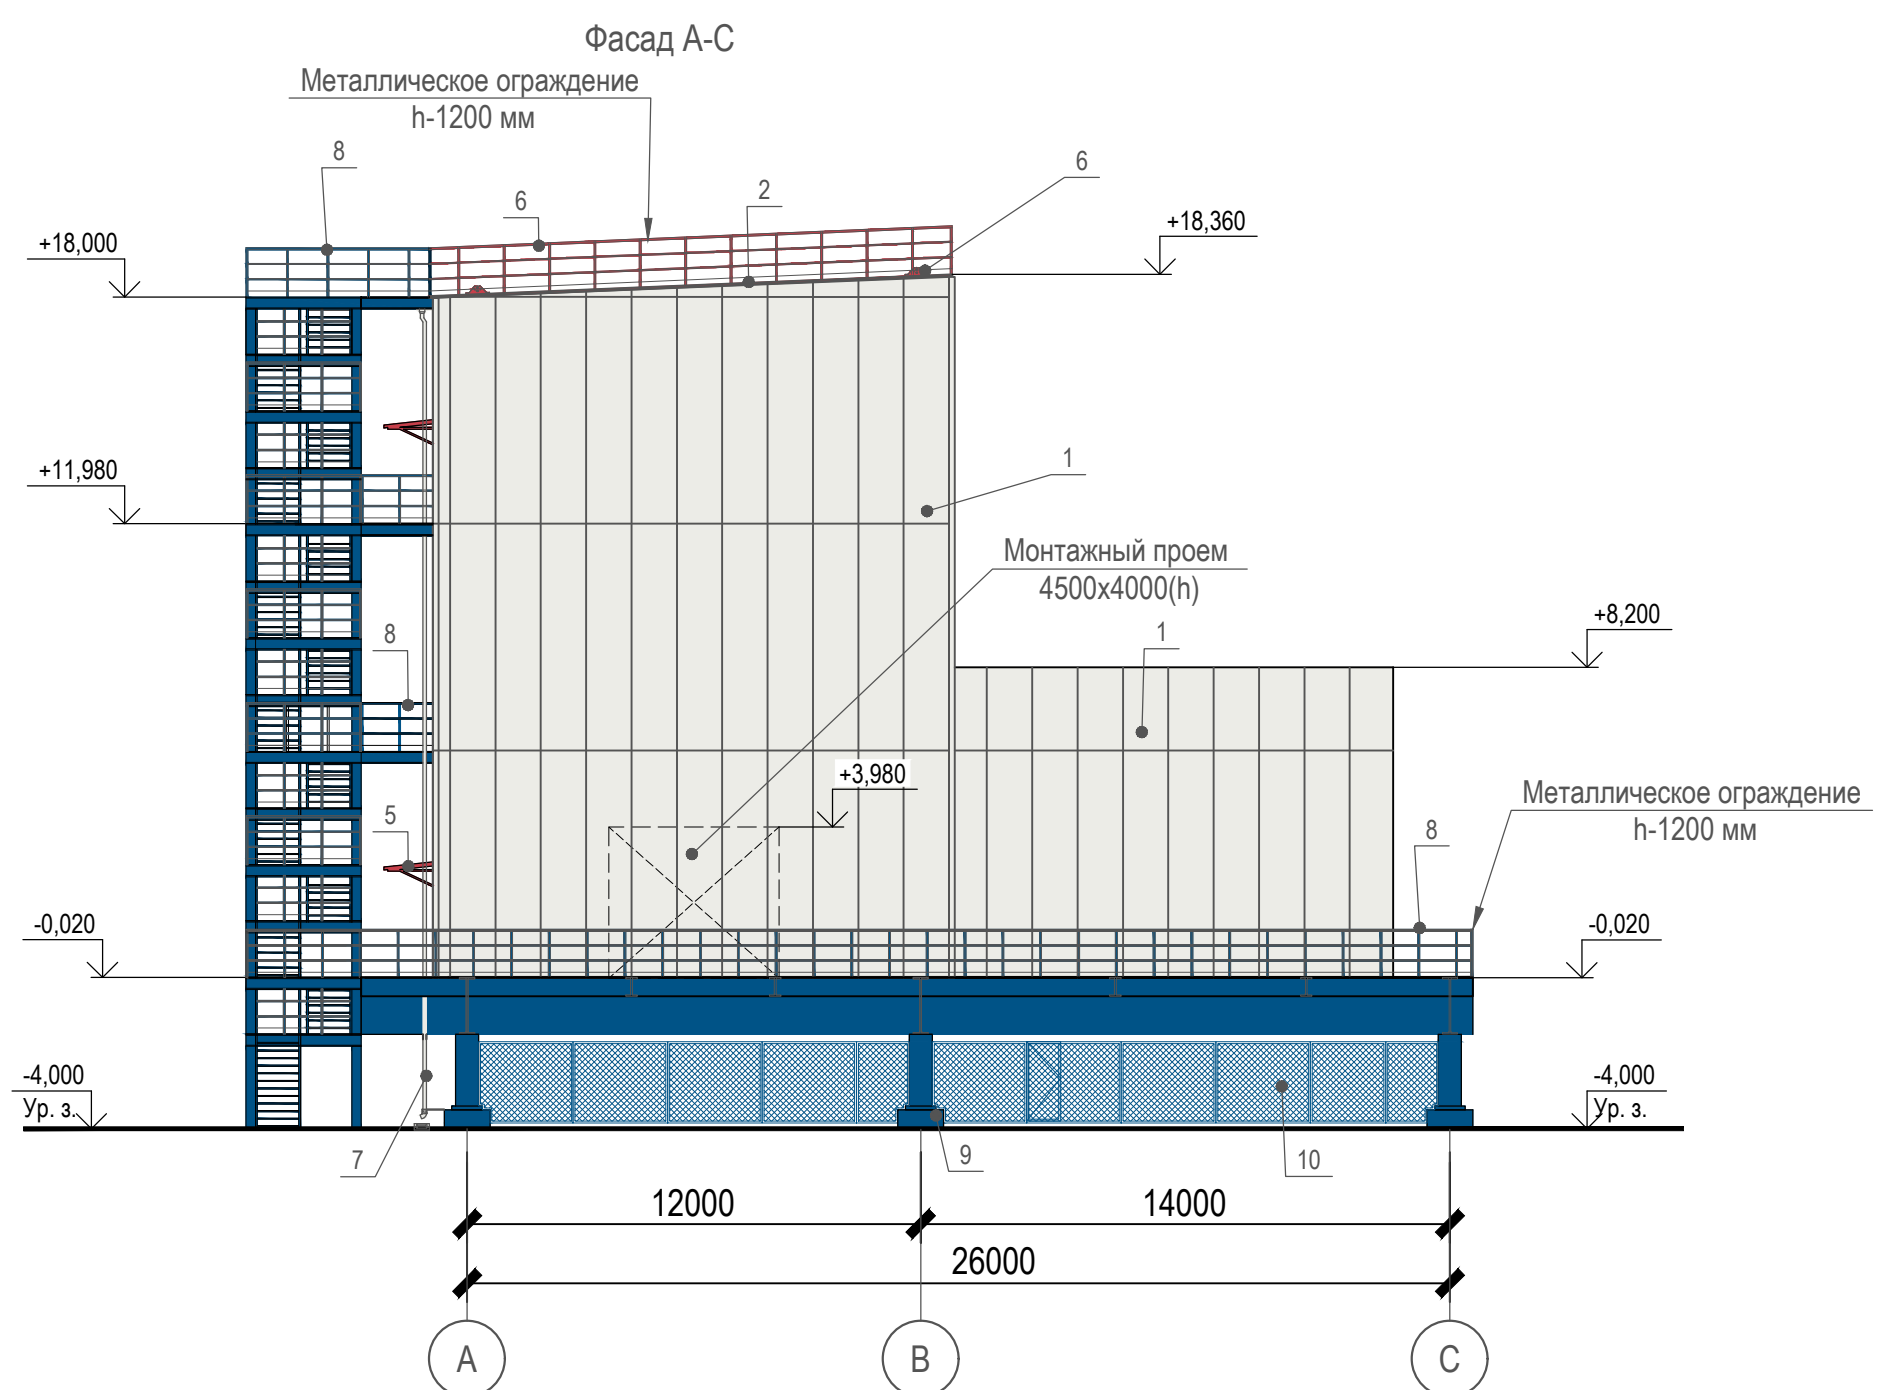 Фасад А-С
Металлическое ограждение
h-1200 мм
8
6
2
6
+18,000
+18,360
+11,980
1
Монтажный проем
4500х4000(h)
+8,200
8
1
+3,980
Металлическое ограждение
h-1200 мм
5
8
-0,020
-0,020
-4,000
Ур. з.
-4,000
Ур. з.
7
9
10
12000
14000
26000
А
В
С